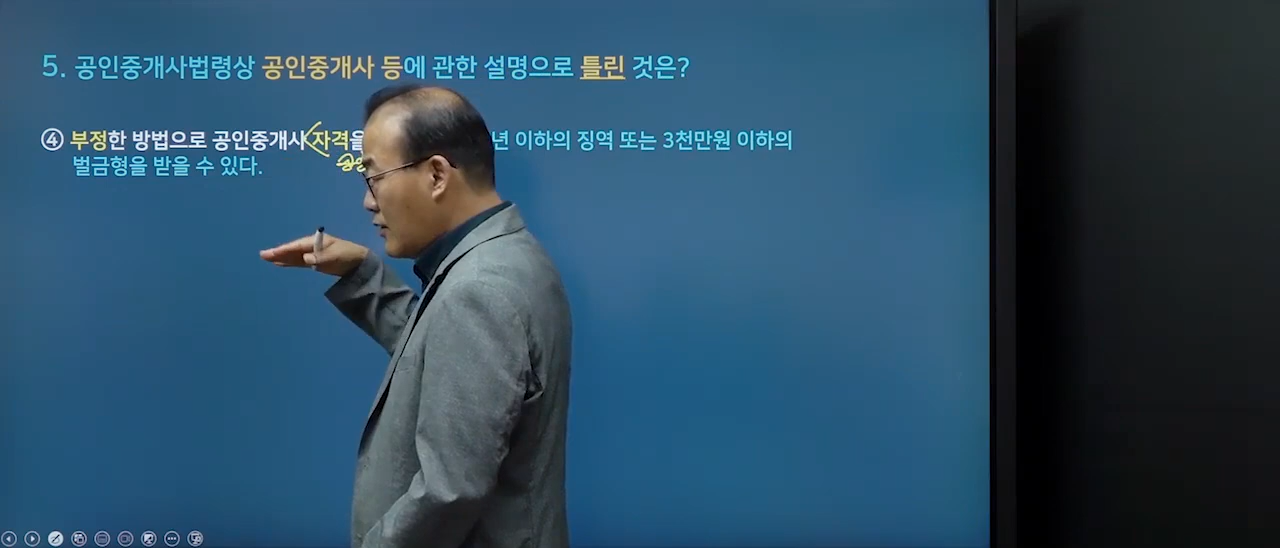 5. 공인중개사법령상 공인중개사 등에 관한 설명으로 틀린 것은?
④ 부정한 방법으로 공인중개사 자격을 년 이하의 징역 또는 3천만원 이하의
벌금형을 받을 수 있다.